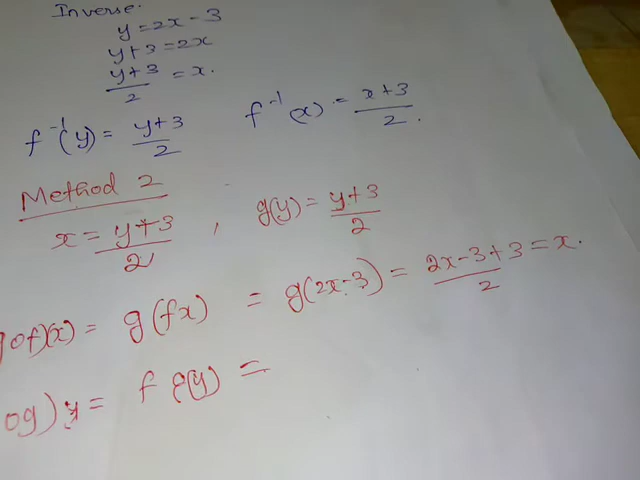 Inverse.
y = 2x - 3
y + 3 = 2x
(y+3)/2 = x.
f⁻¹(y) = (y+3)/2    f⁻¹(x) = (x+3)/2.
Method 2
x = (y+3)/2 , g(y) = (y+3)/2
gof)(x) = g(fx) = g(2x-3) = (2x-3+3)/2 = x.
og) y = f g(y) =